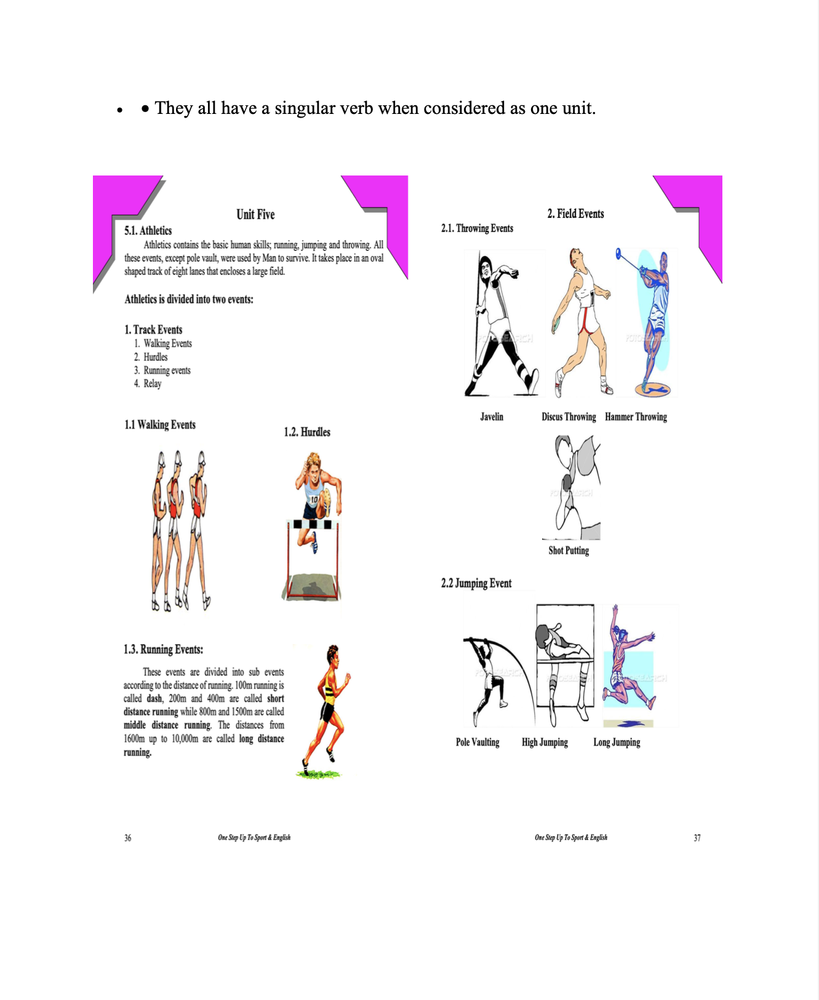 • • They all have a singular verb when considered as one unit.
Unit Five
5.1. Athletics
Athletics contains the basic human skills; running, jumping and throwing. All
these events, except pole vault, were used by Man to survive. It takes place in an oval
shaped track of eight lanes that encloses a large field.
Athletics is divided into two events:
1. Track Events
1. Walking Events
2. Hurdles
3. Running events
4. Relay
1.1 Walking Events
1.2. Hurdles
10
1.3. Running Events:
These events are divided into sub events
according to the distance of running. 100m running is
called dash, 200m and 400m are called short
distance running while 800m and 1500m are called
middle distance running. The distances from
1600m up to 10,000m are called long distance
running.
36
One Step Up To Sport & English
2. Field Events
2.1. Throwing Events
FOTOSEARCH
FOTOSEARCH
Javelin
Discus Throwing
Hammer Throwing
FOTOSEARCH
Shot Putting
2.2 Jumping Event
FOTOSEARCH
FOTOSEARCH
FOTOSEARCH
Pole Vaulting
High Jumping
Long Jumping
One Step Up To Sport & English
37